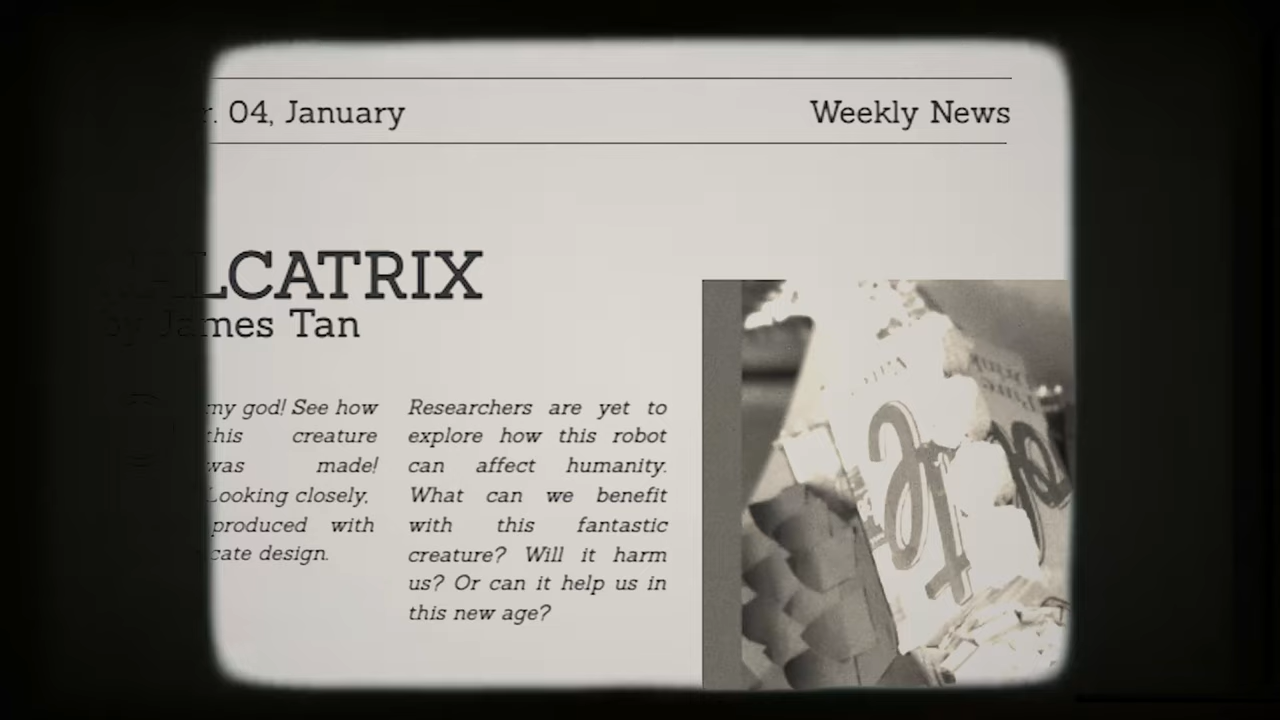 04, January
Weekly News
LCATRIX
by James Tan
my god! See how
this creature
was made!
Looking closely,
produced with
cate design.
Researchers are yet to
explore how this robot
can affect humanity.
What can we benefit
with this fantastic
creature? Will it harm
us? Or can it help us in
this new age?